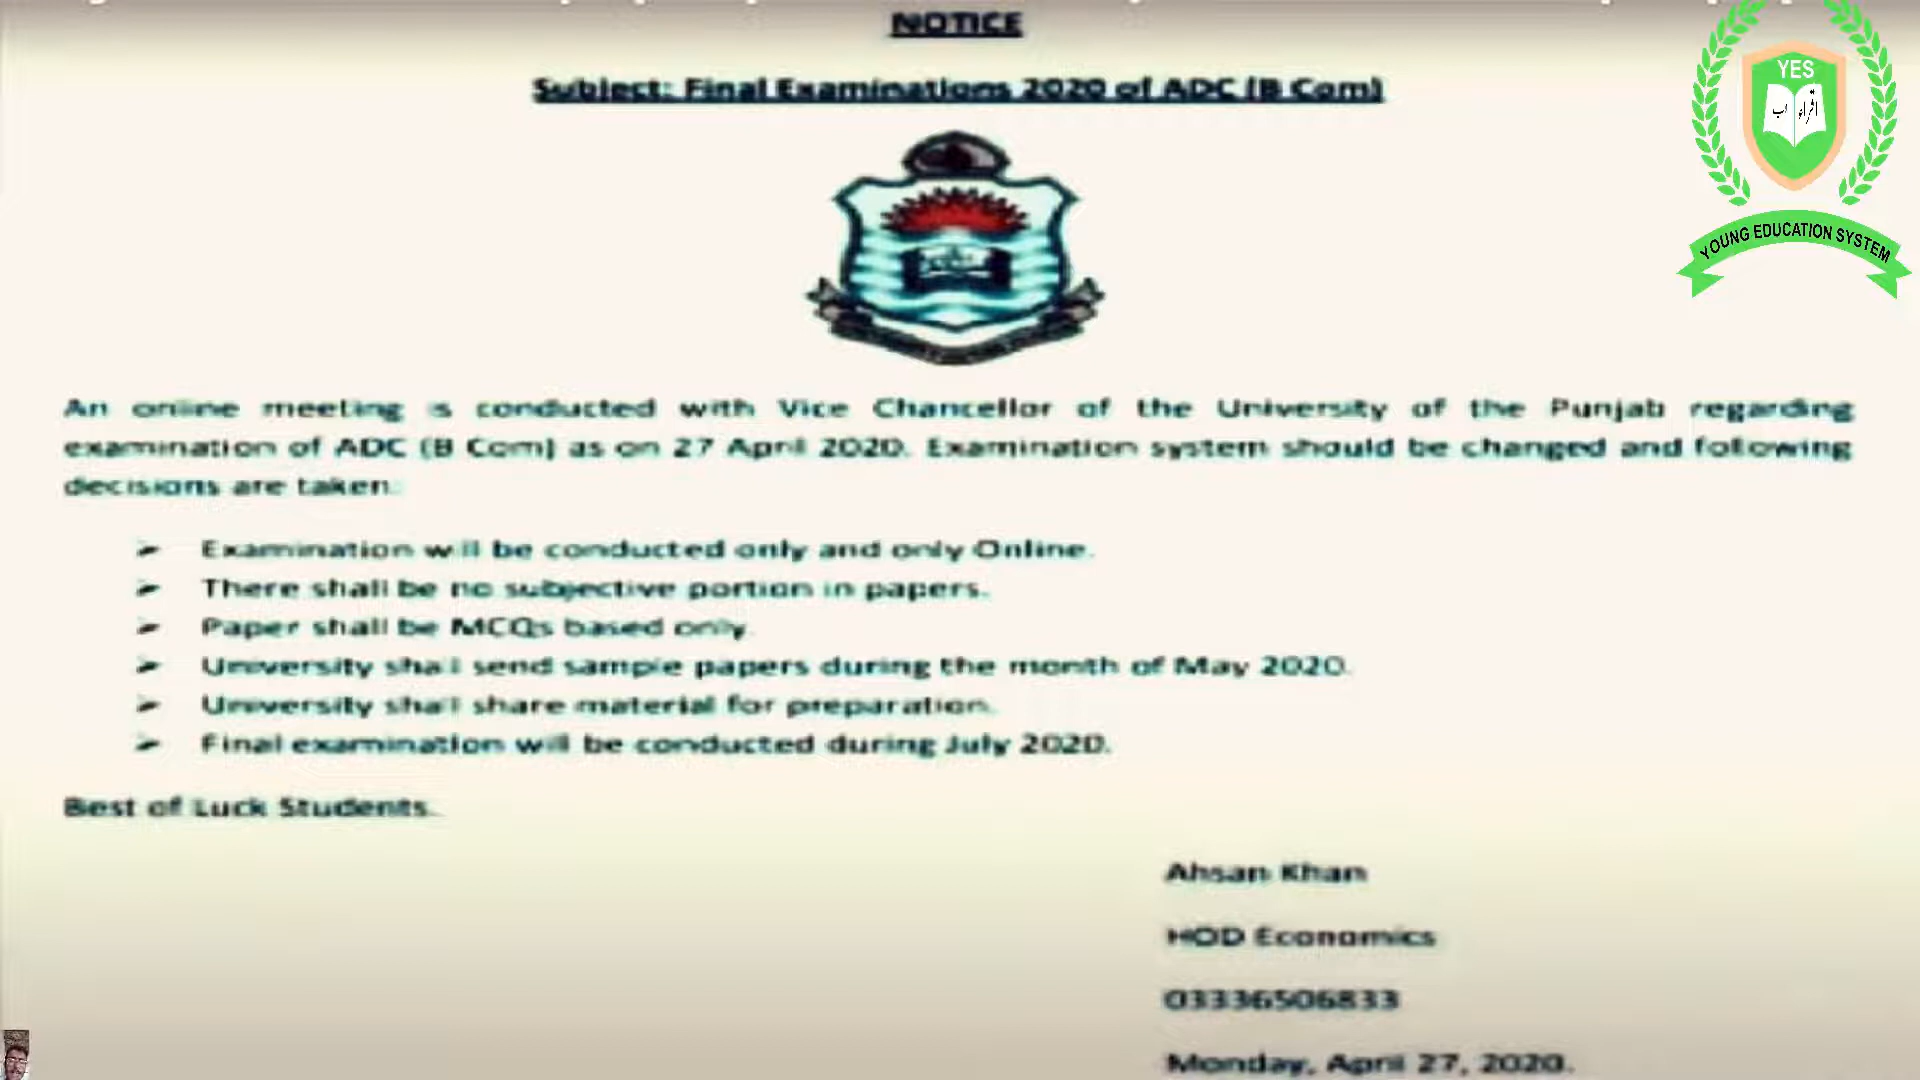 NOTICE
Subject: Final Examinations 2020 of ADC (B Com)
YES
اقراء
YOUNG EDUCATION SYSTEM
An online meeting is conducted with Vice Chancellor of the University of the Punjab regarding
examination of ADC (B Com) as on 27 April 2020. Examination system should be changed and following
decisions are taken:
➢ Examination will be conducted only and only Online.
➢ There shall be no subjective portion in papers.
➢ Paper shall be MCQs based only.
➢ University shall send sample papers during the month of May 2020.
➢ University shall share material for preparation.
➢ Final examination will be conducted during July 2020.
Best of Luck Students.
Ahsan Khan
HOD Economics
03336506833
Monday, April 27, 2020.